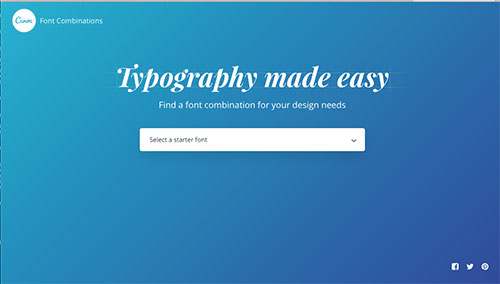 Canva
Font Combinations
Typography made easy
Find a font combination for your design needs
Select a starter font